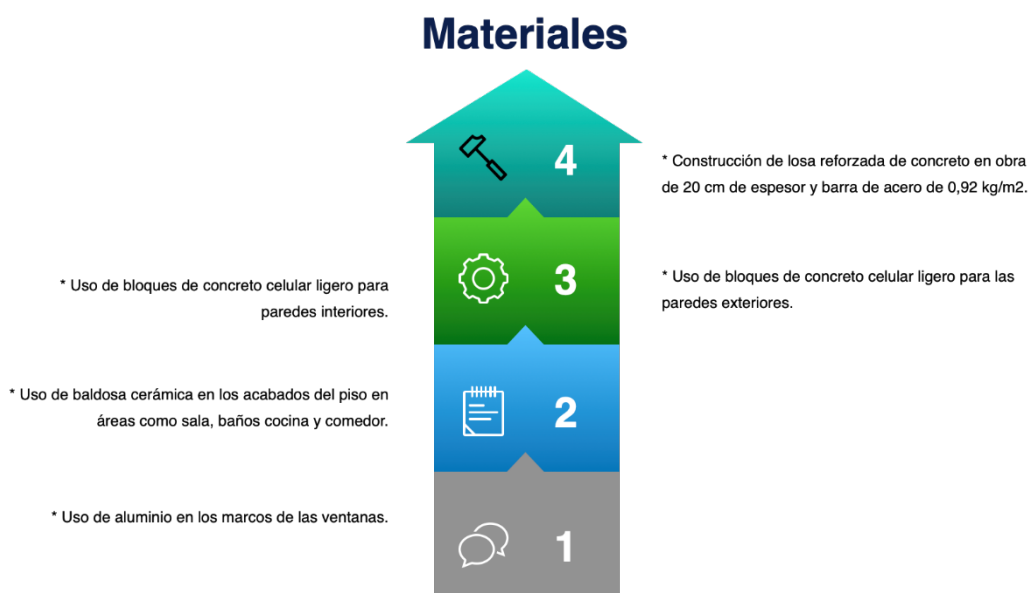 Materiales
4
* Construcción de losa reforzada de concreto en obra
de 20 cm de espesor y barra de acero de 0,92 kg/m2.
* Uso de bloques de concreto celular ligero para
paredes interiores.
3
* Uso de bloques de concreto celular ligero para las
paredes exteriores.
* Uso de baldosa cerámica en los acabados del piso en
áreas como sala, baños cocina y comedor.
2
* Uso de aluminio en los marcos de las ventanas.
1